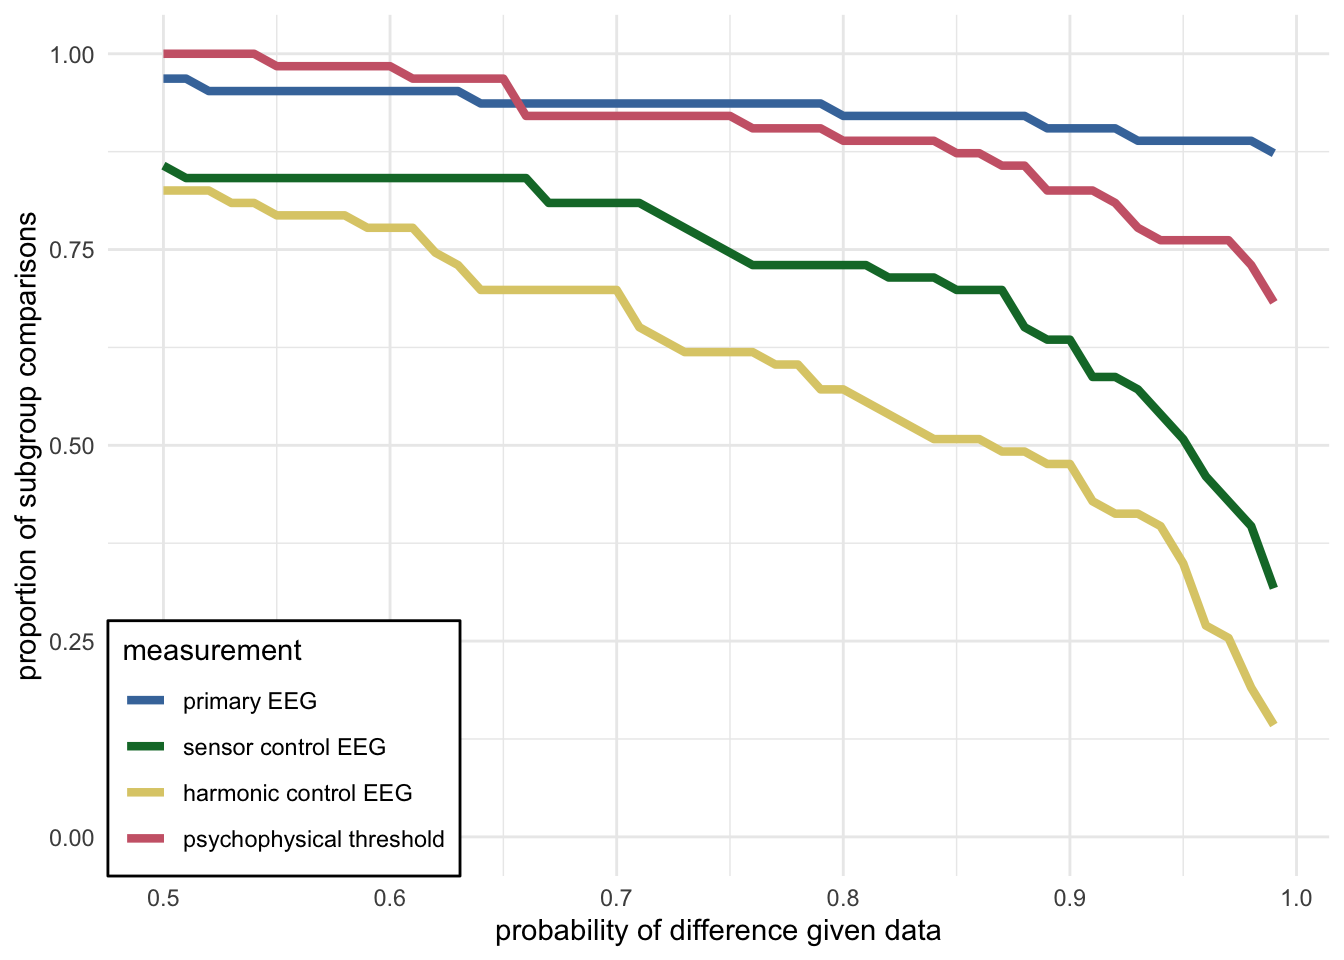 1.00
0.75
0.50
0.25
0.00
proportion of subgroup comparisons
measurement
primary EEG
sensor control EEG
harmonic control EEG
psychophysical threshold
0.5 0.6 0.7 0.8 0.9 1.0
probability of difference given data